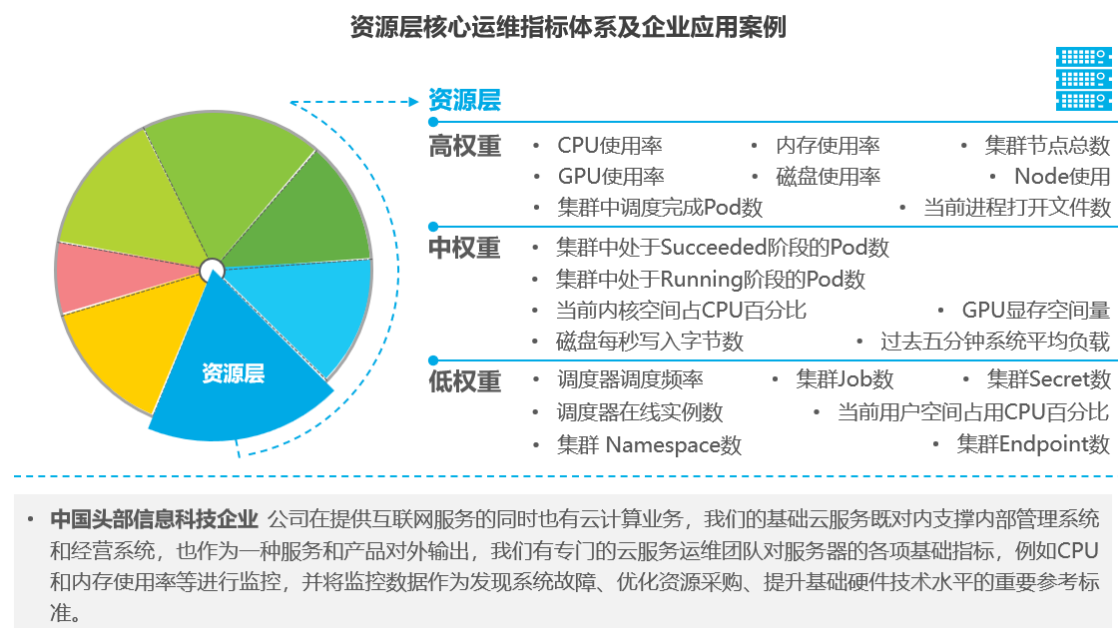 资源层核心运维指标体系及企业应用案例
资源层
高权重
• CPU使用率 • 内存使用率 • 集群节点总数
• GPU使用率 • 磁盘使用率 • Node使用
• 集群中调度完成Pod数 • 当前进程打开文件数
中权重
• 集群中处于Succeeded阶段的Pod数
• 集群中处于Running阶段的Pod数
• 当前内核空间占CPU百分比 • GPU显存空间量
• 磁盘每秒写入字节数 • 过去五分钟系统平均负载
低权重
• 调度器调度频率 • 集群Job数 • 集群Secret数
• 调度器在线实例数 • 当前用户空间占用CPU百分比
• 集群 Namespace数 • 集群Endpoint数
资源层
• 中国头部信息科技企业 公司在提供互联网服务的同时也有云计算业务，我们的基础云服务既对内支撑内部管理系统
和经营系统，也作为一种服务和产品对外输出，我们有专门的云服务运维团队对服务器的各项基础指标，例如CPU
和内存使用率等进行监控，并将监控数据作为发现系统故障、优化资源采购、提升基础硬件技术水平的重要参考标
准。